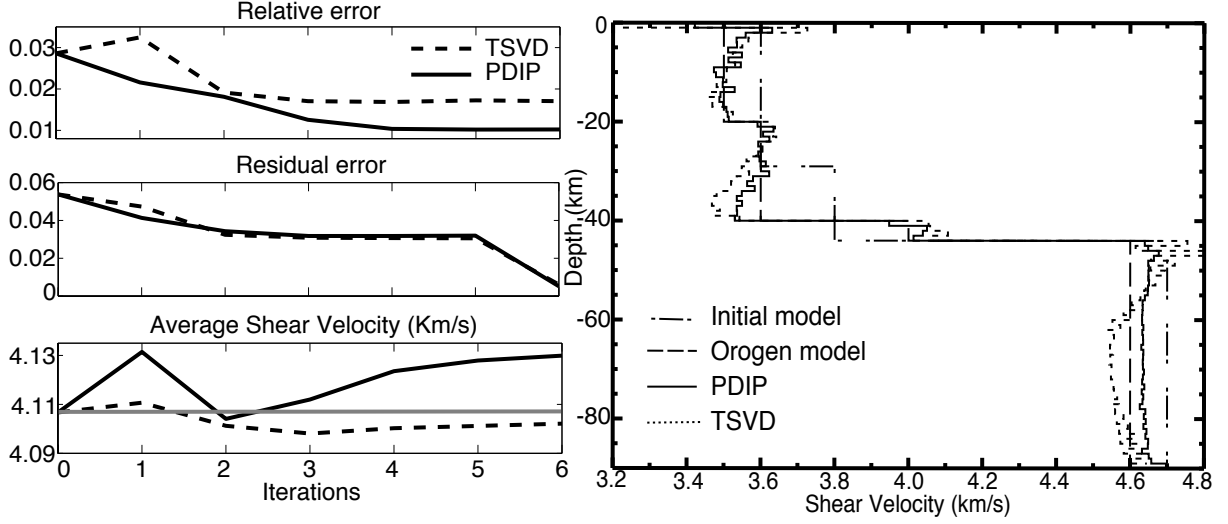 Relative error
0.03
0.02
0.01
TSVD
PDIP
Residual error
0.06
0.04
0.02
0
Average Shear Velocity (Km/s)
4.13
4.11
4.09
0 1 2 3 4 5 6
Iterations
0
-20
-40
-60
-80
Depth (km)
Initial model
Orogen model
PDIP
TSVD
3.2 3.4 3.6 3.8 4.0 4.2 4.4 4.6 4.8
Shear Velocity (km/s)